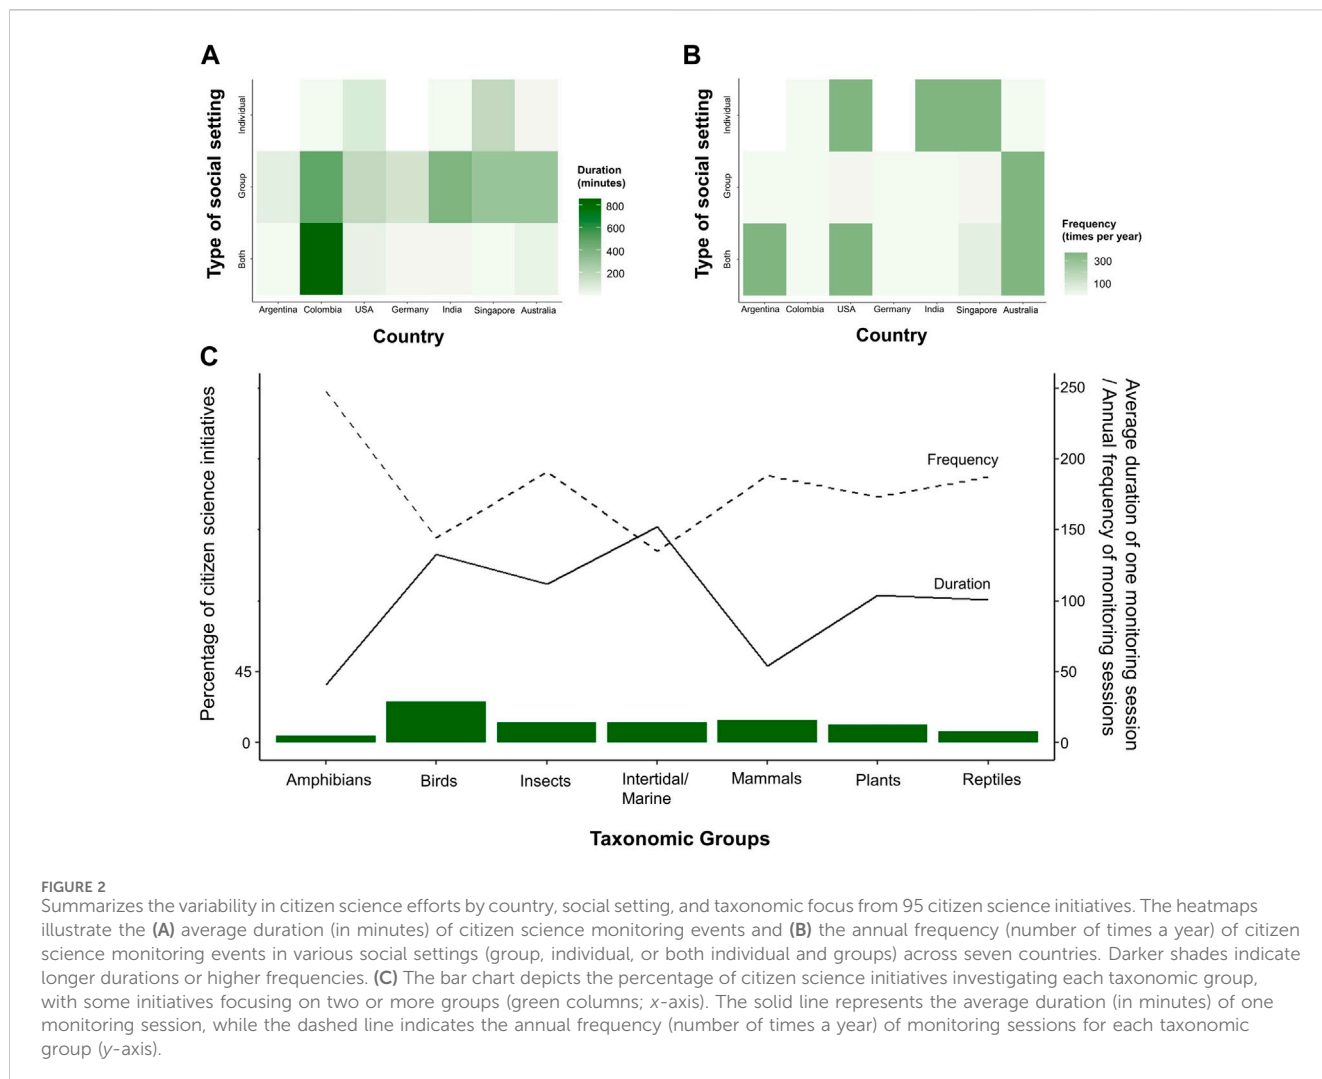 A
Type of social setting
Individual
Group
Both
Argentina Colombia USA Germany India Singapore Australia
Country
Duration
(minutes)
800
600
400
200
B
Type of social setting
Individual
Group
Both
Argentina Colombia USA Germany India Singapore Australia
Country
Frequency
(times per year)
300
100
C
Percentage of citizen science initiatives
45
0
Frequency
Duration
250
200
150
100
50
0
Average duration of one monitoring session
/ Annual frequency of monitoring sessions
Amphibians Birds Insects Intertidal/ Mammals Plants Reptiles
Marine
Taxonomic Groups
FIGURE 2
Summarizes the variability in citizen science efforts by country, social setting, and taxonomic focus from 95 citizen science initiatives. The heatmaps
illustrate the (A) average duration (in minutes) of citizen science monitoring events and (B) the annual frequency (number of times a year) of citizen
science monitoring events in various social settings (group, individual, or both individual and groups) across seven countries. Darker shades indicate
longer durations or higher frequencies. (C) The bar chart depicts the percentage of citizen science initiatives investigating each taxonomic group,
with some initiatives focusing on two or more groups (green columns; x-axis). The solid line represents the average duration (in minutes) of one
monitoring session, while the dashed line indicates the annual frequency (number of times a year) of monitoring sessions for each taxonomic
group (y-axis).